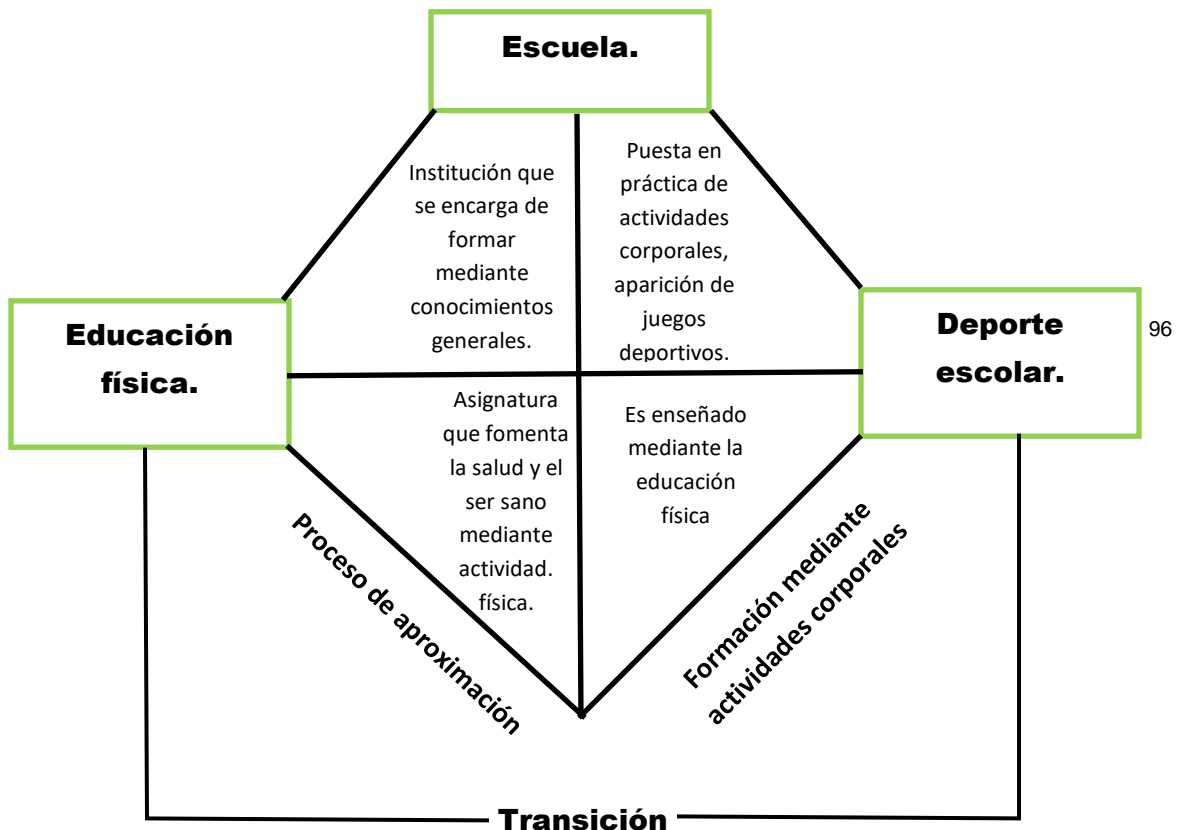 Escuela.
Institución que
se encarga de
formar
mediante
conocimientos
generales.
Puesta en
práctica de
actividades
corporales,
aparición de
juegos
deportivos.
Educación
física.
Deporte
escolar.
96
Asignatura
que fomenta
la salud y el
ser sano
mediante
actividad.
física.
Es enseñado
mediante la
educación
física
Proceso de aproximación
Formación mediante
actividades corporales
Transición